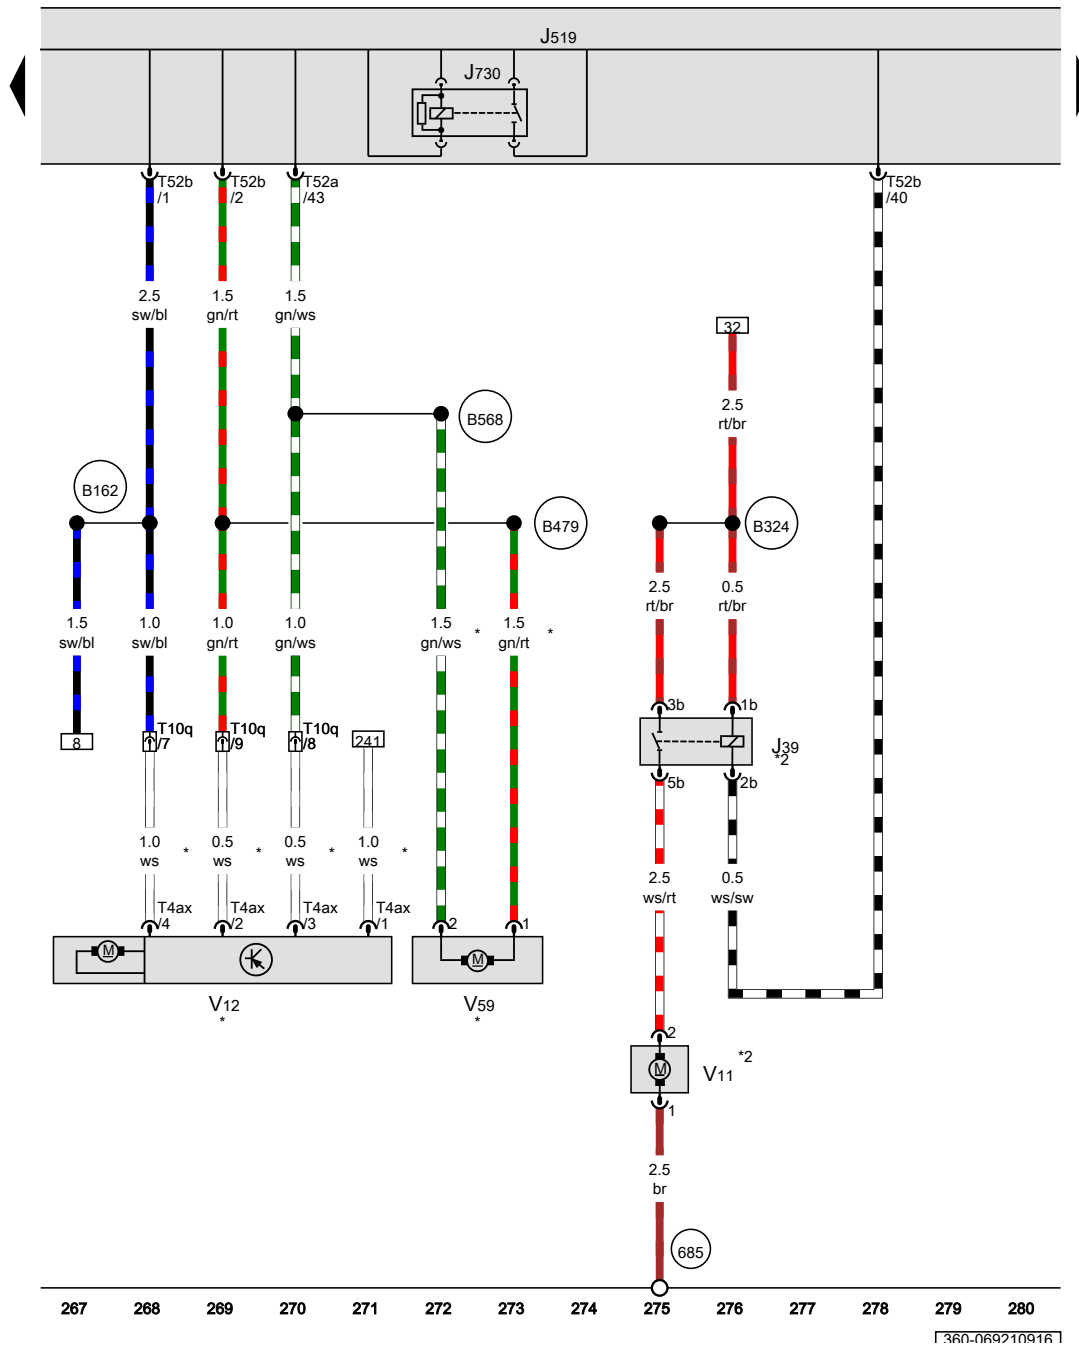 J519
J730
T52b
/1
T52b
/2
T52a
/43
T52b
/40
2.5
sw/bl
1.5
gn/rt
1.5
gn/ws
32
2.5
rt/br
B568
B162
B479
B324
1.5
sw/bl
1.0
sw/bl
1.0
gn/rt
1.0
gn/ws
1.5
gn/ws *
1.5
gn/rt *
2.5
rt/br
0.5
rt/br
3b
1b
8
T10q
/7
T10q
/9
T10q
/8
241
J39
*2
5b
2b
1.0
ws *
0.5
ws *
0.5
ws *
1.0
ws *
2.5
ws/rt
0.5
ws/sw
T4ax
/4
T4ax
/2
T4ax
/3
T4ax
/1
2
1
M
M
V12
*
V59
*
2
M
V11 *2
1
2.5
br
685
267 268 269 270 271 272 273 274 275 276 277 278 279 280
360-069210916